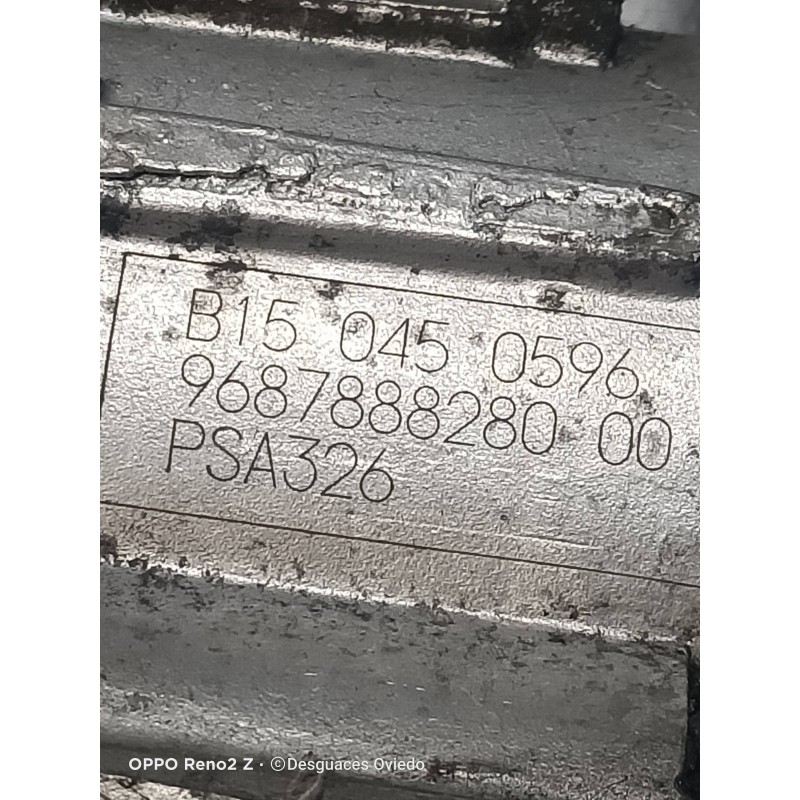 B15 045 0596
9687888280 00
PSA326
OPPO Reno2 Z · ©Desguaces Oviedo